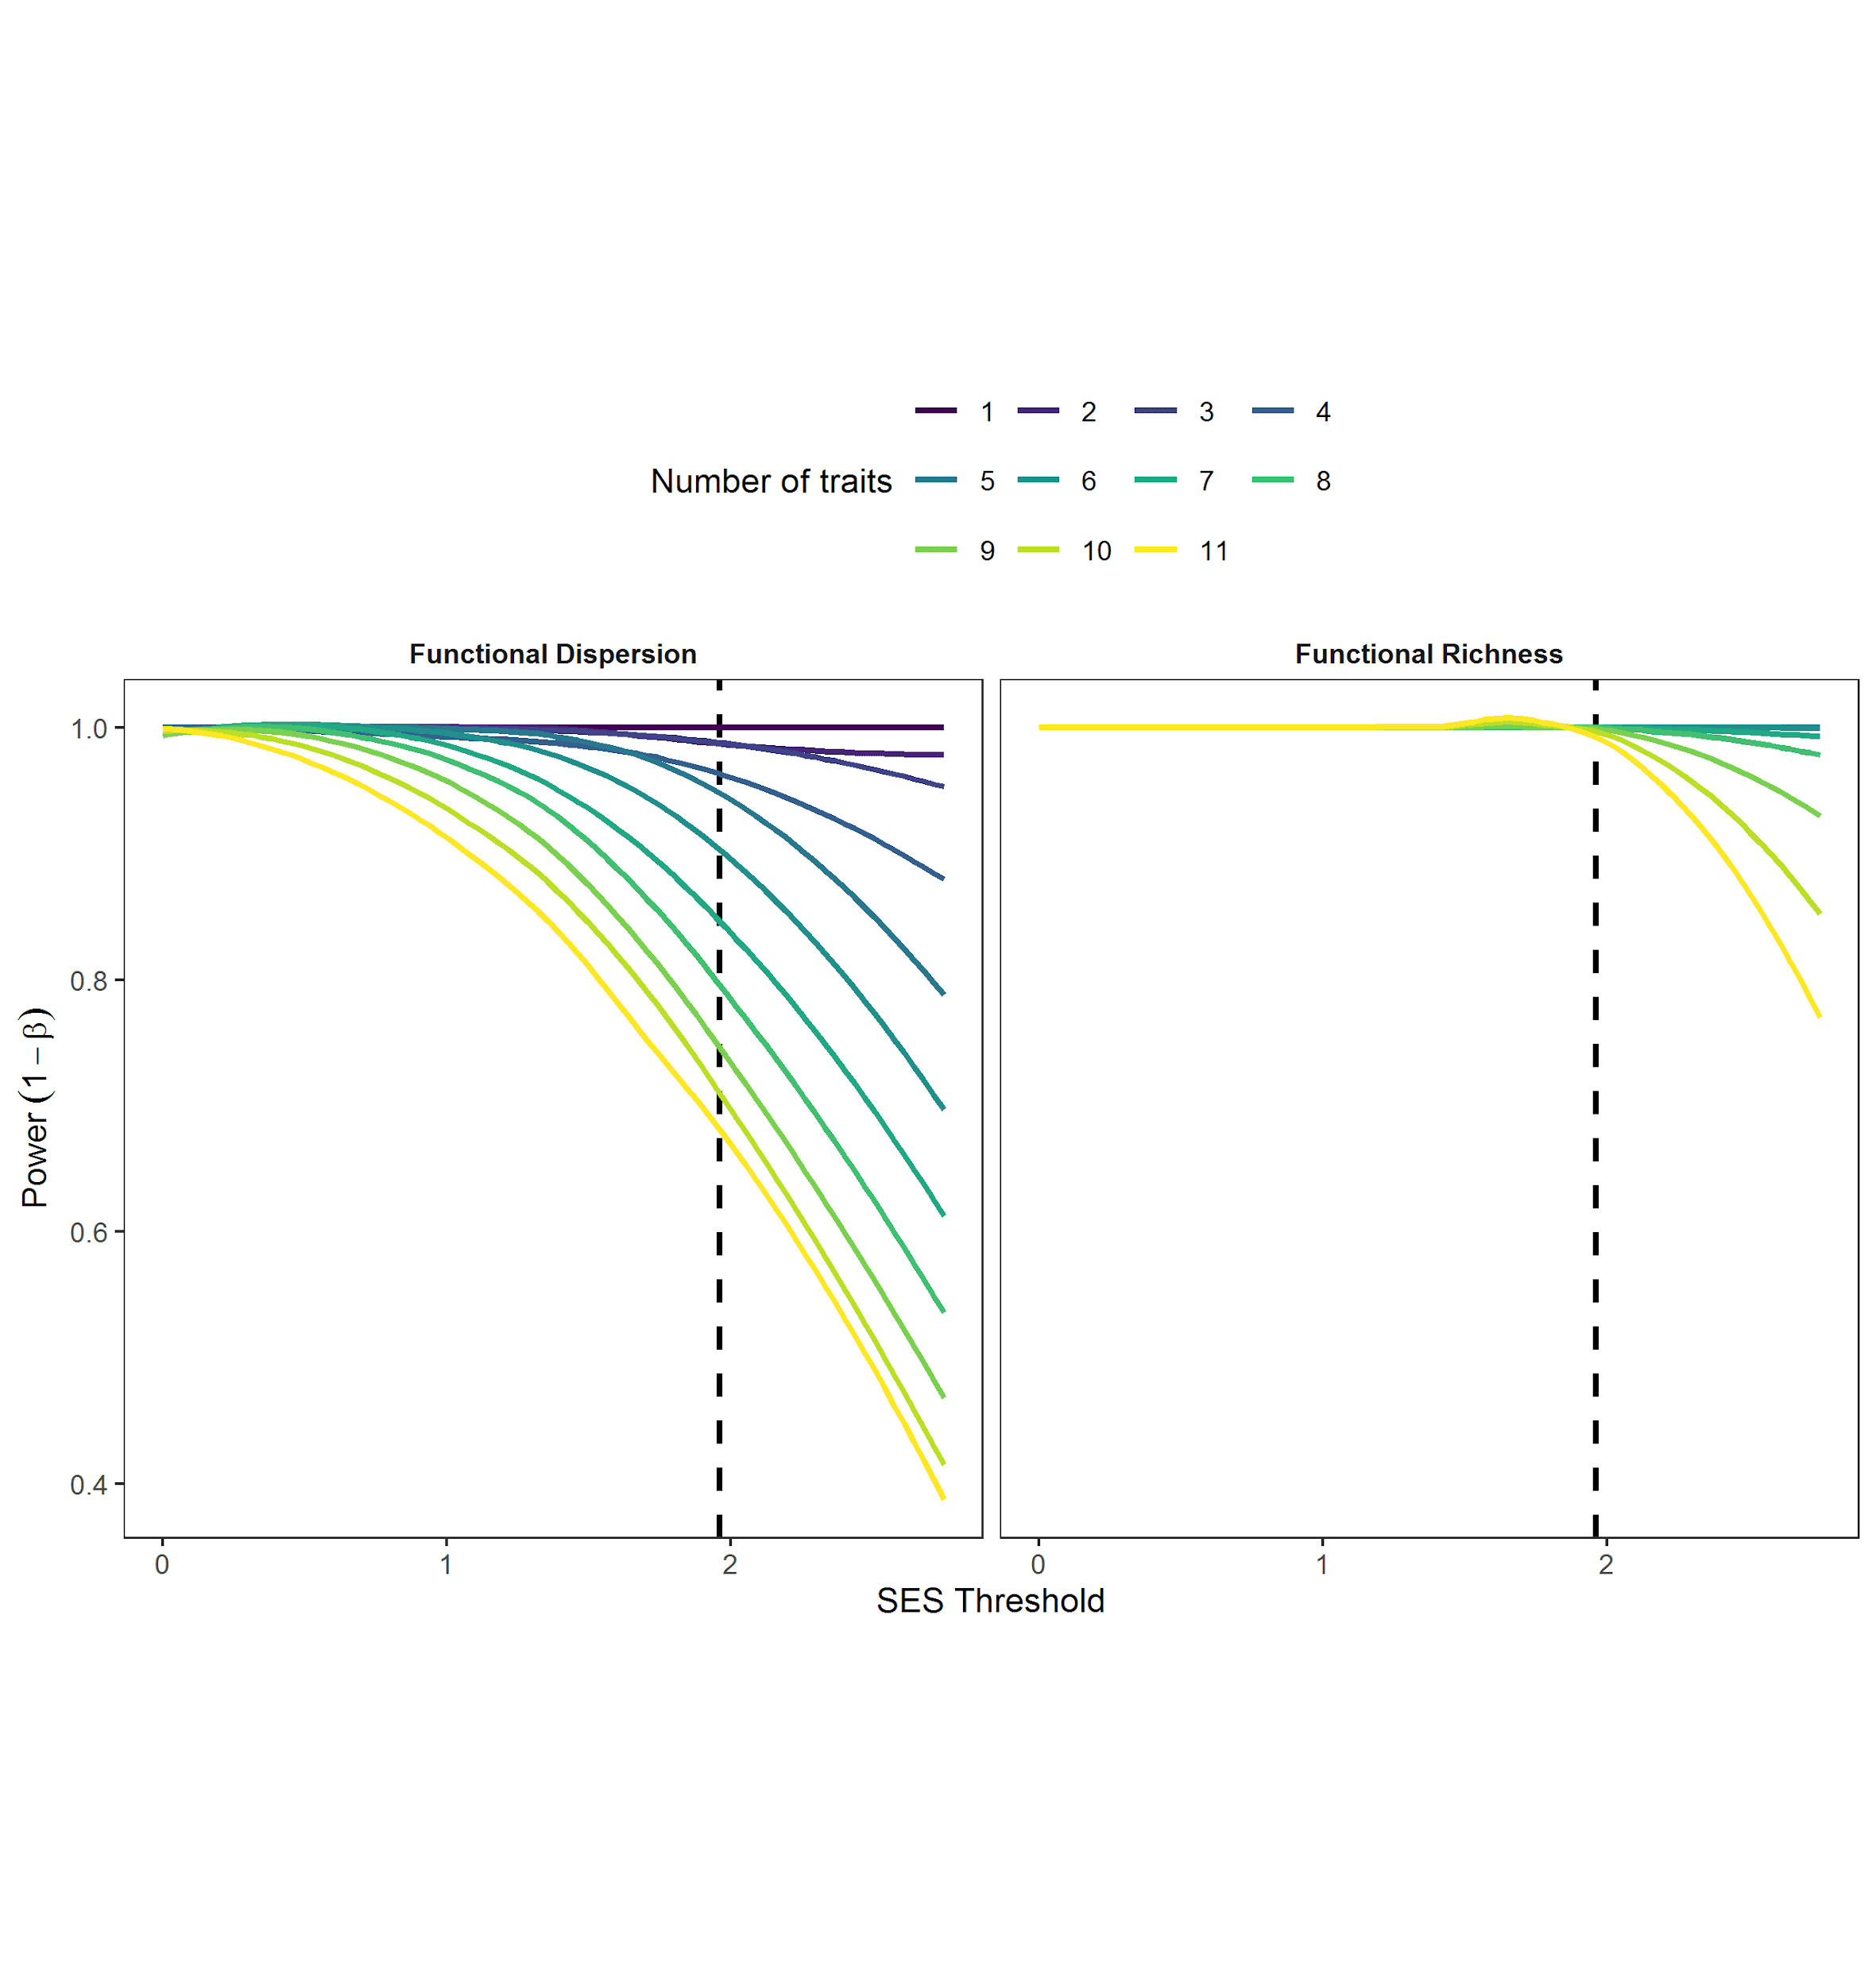 1 2 3 4
Number of traits 5 6 7 8
9 10 11
Functional Dispersion Functional Richness
1.0
0.8
0.6
0.4
Power (1 − β)
0 1 2 0 1 2
SES Threshold